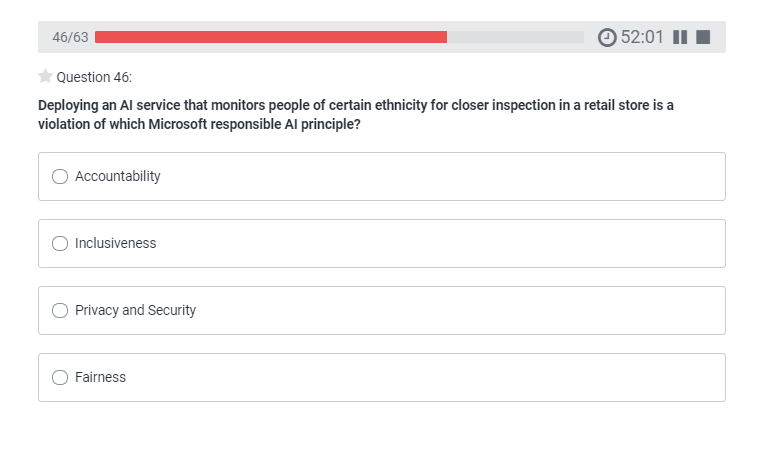 46/63 52:01
Question 46:
Deploying an AI service that monitors people of certain ethnicity for closer inspection in a retail store is a
violation of which Microsoft responsible AI principle?
Accountability
Inclusiveness
Privacy and Security
Fairness